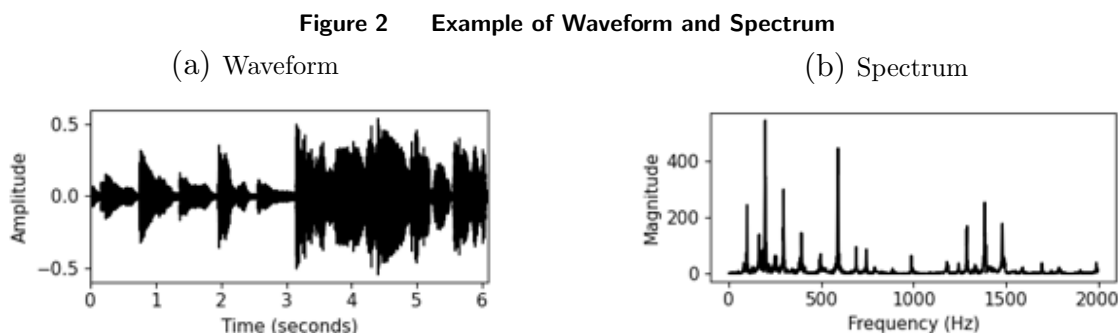 Figure 2 Example of Waveform and Spectrum
(a) Waveform
(b) Spectrum
Amplitude
0.5
0.0
−0.5
0 1 2 3 4 5 6
Time (seconds)
Magnitude
400
200
0
0 500 1000 1500 2000
Frequency (Hz)